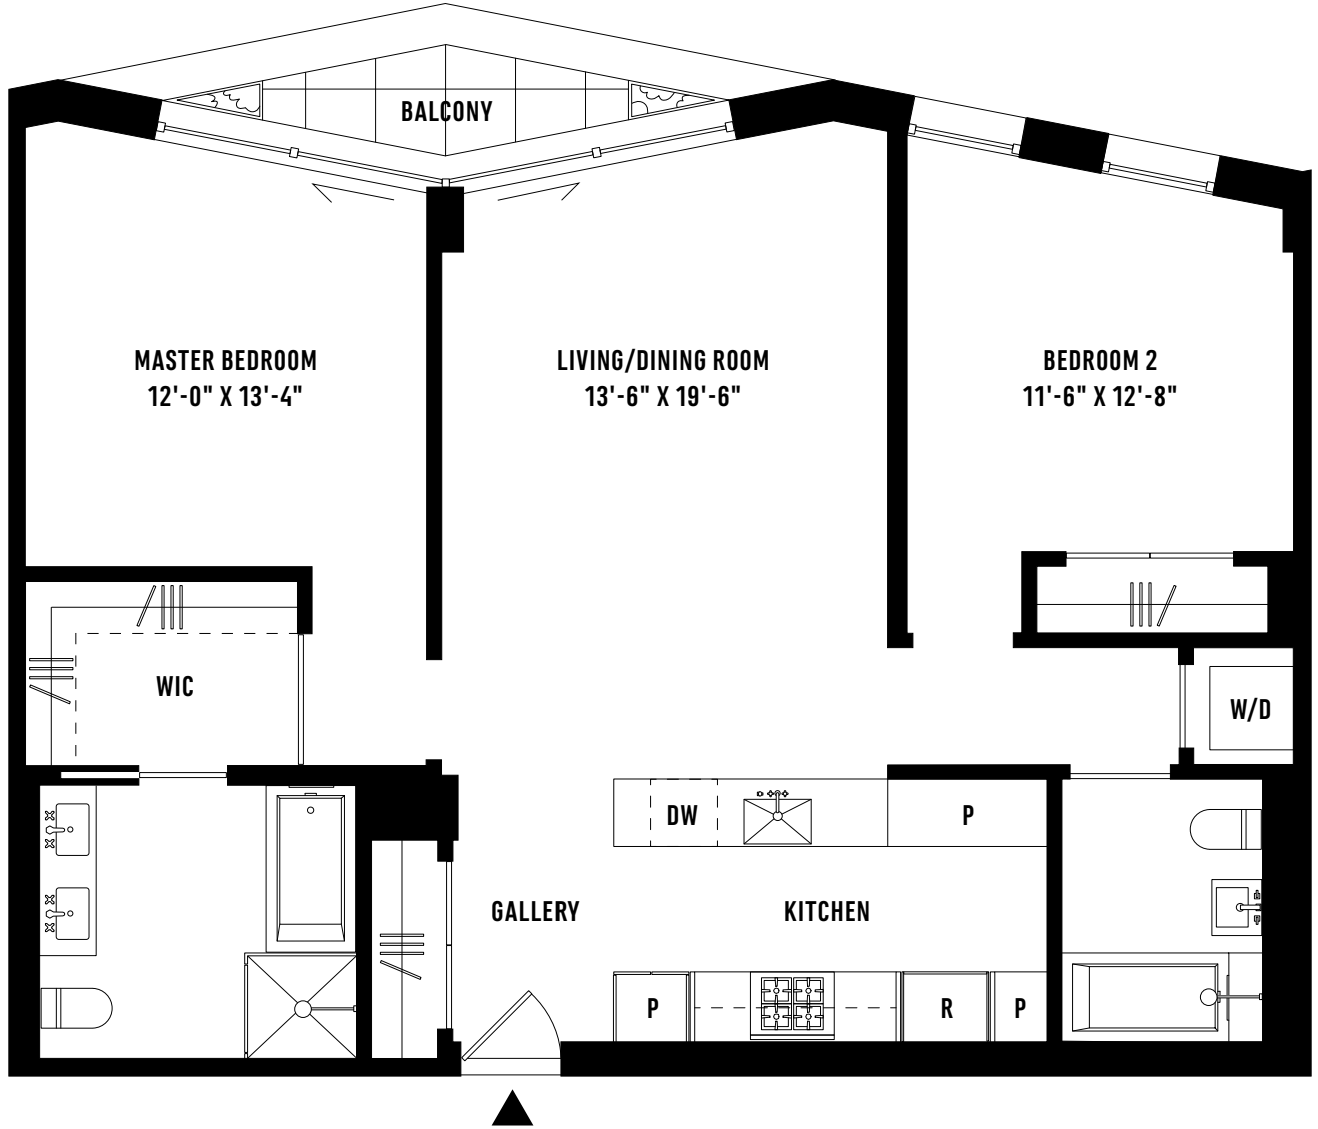 BALCONY
MASTER BEDROOM
12'-0" X 13'-4"
LIVING/DINING ROOM
13'-6" X 19'-6"
BEDROOM 2
11'-6" X 12'-8"
WIC
W/D
DW
P
GALLERY
KITCHEN
P
R
P